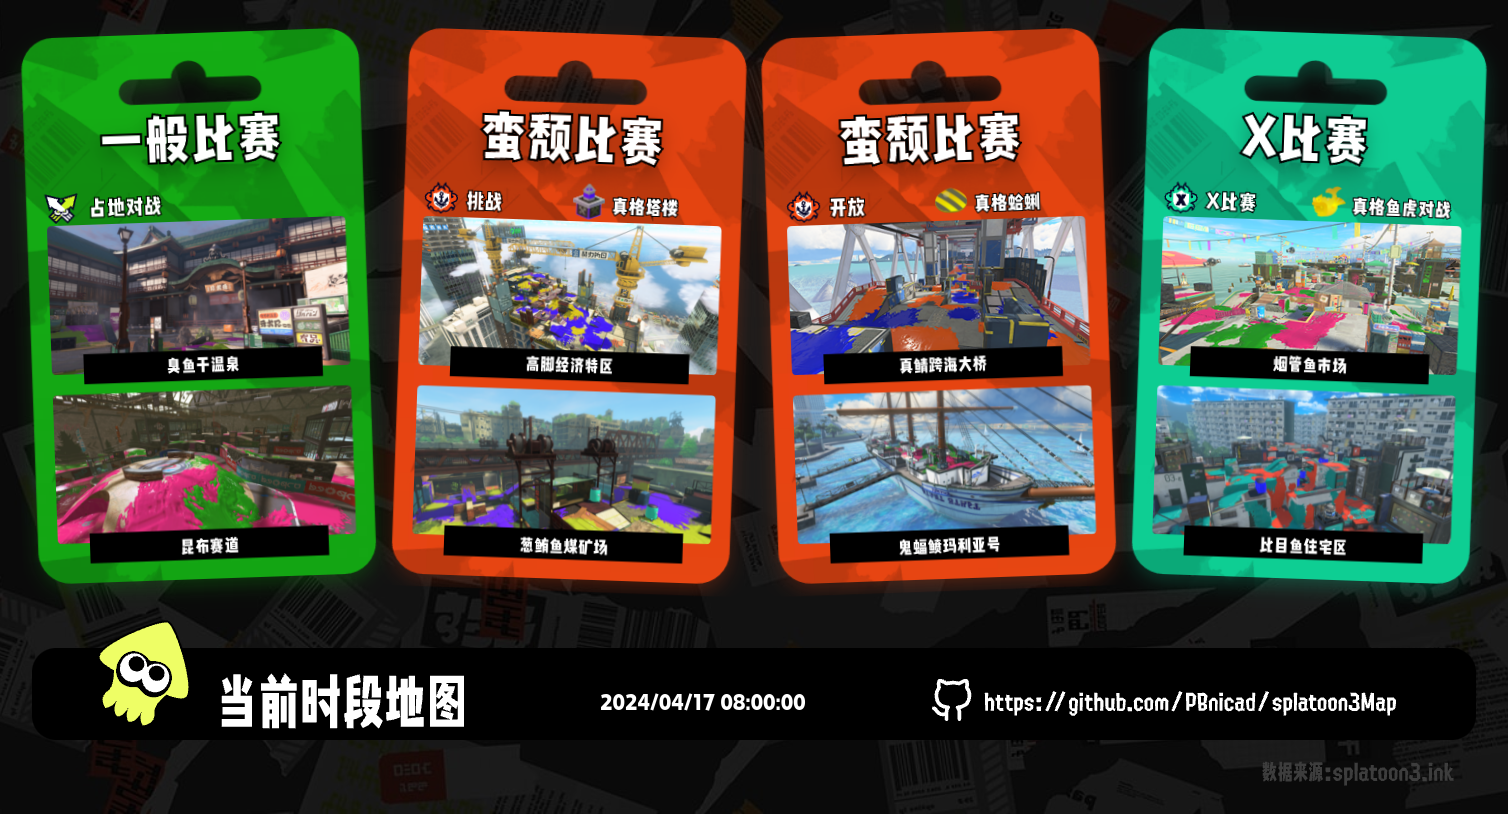 一般比赛
占地对战
臭鱼干温泉
昆布赛道
蛮颓比赛
挑战
真格塔楼
高脚经济特区
葱鲔鱼煤矿场
蛮颓比赛
开放
真格蛤蜊
真鲭跨海大桥
鬼蝠鲼玛利亚号
X比赛
X比赛
真格鱼虎对战
烟管鱼市场
比目鱼住宅区
当前时段地图
2024/04/17 08:00:00
https://github.com/PBnicad/splatoon3Map
数据来源:splatoon3.ink